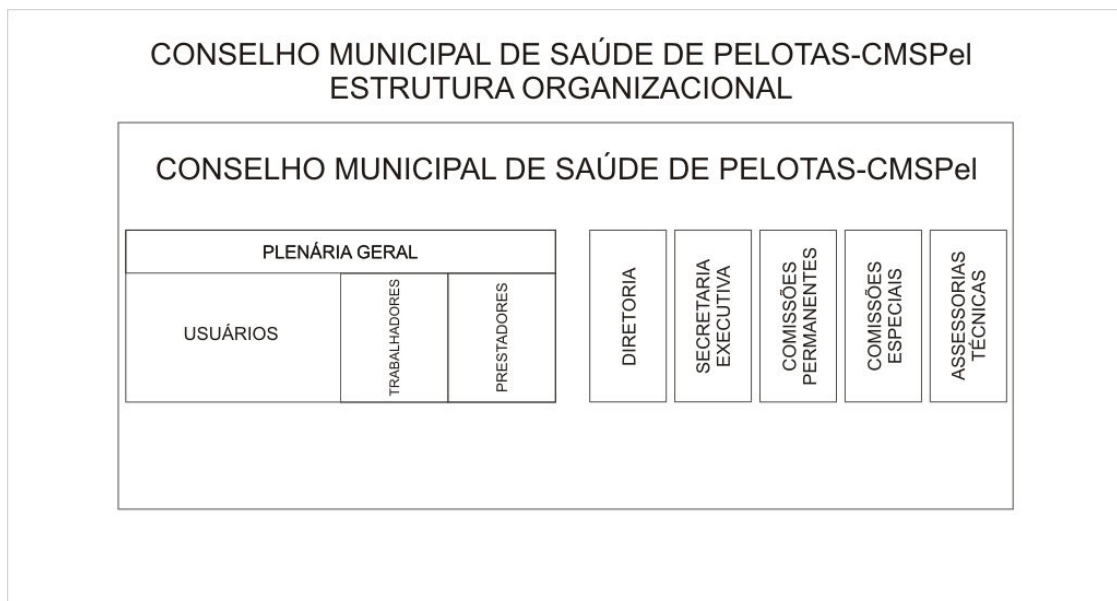 CONSELHO MUNICIPAL DE SAÚDE DE PELOTAS-CMSPel
ESTRUTURA ORGANIZACIONAL
CONSELHO MUNICIPAL DE SAÚDE DE PELOTAS-CMSPel
PLENÁRIA GERAL
USUÁRIOS
TRABALHADORES
PRESTADORES
DIRETORIA
SECRETARIA
EXECUTIVA
COMISSÕES
PERMANENTES
COMISSÕES
ESPECIAIS
ASSESSORIAS
TÉCNICAS